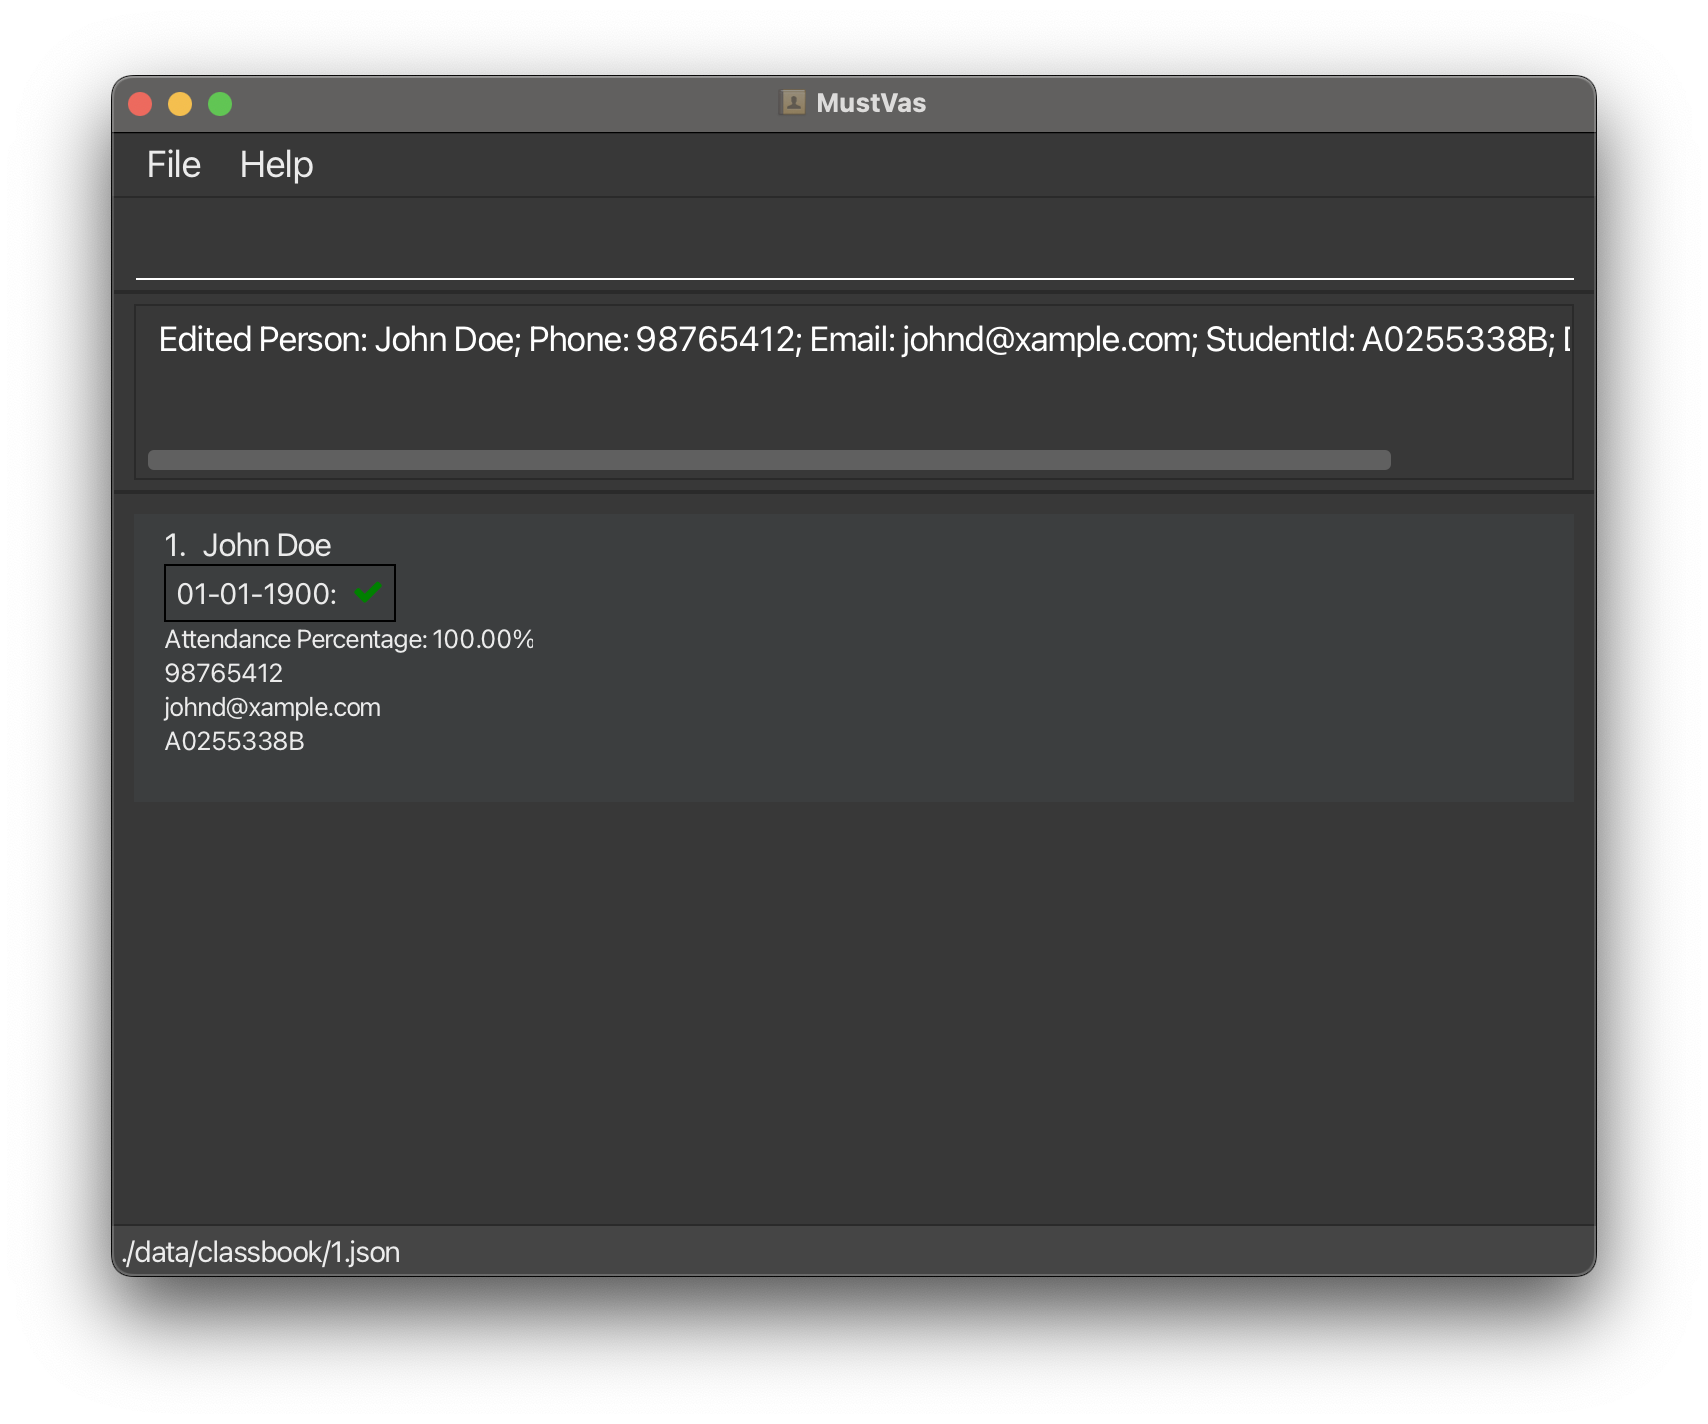 MustVas
File Help
Edited Person: John Doe; Phone: 98765412; Email: johnd@xample.com; StudentId: A0255338B;
1. John Doe
01-01-1900:
Attendance Percentage: 100.00%
98765412
johnd@xample.com
A0255338B
./data/classbook/1.json